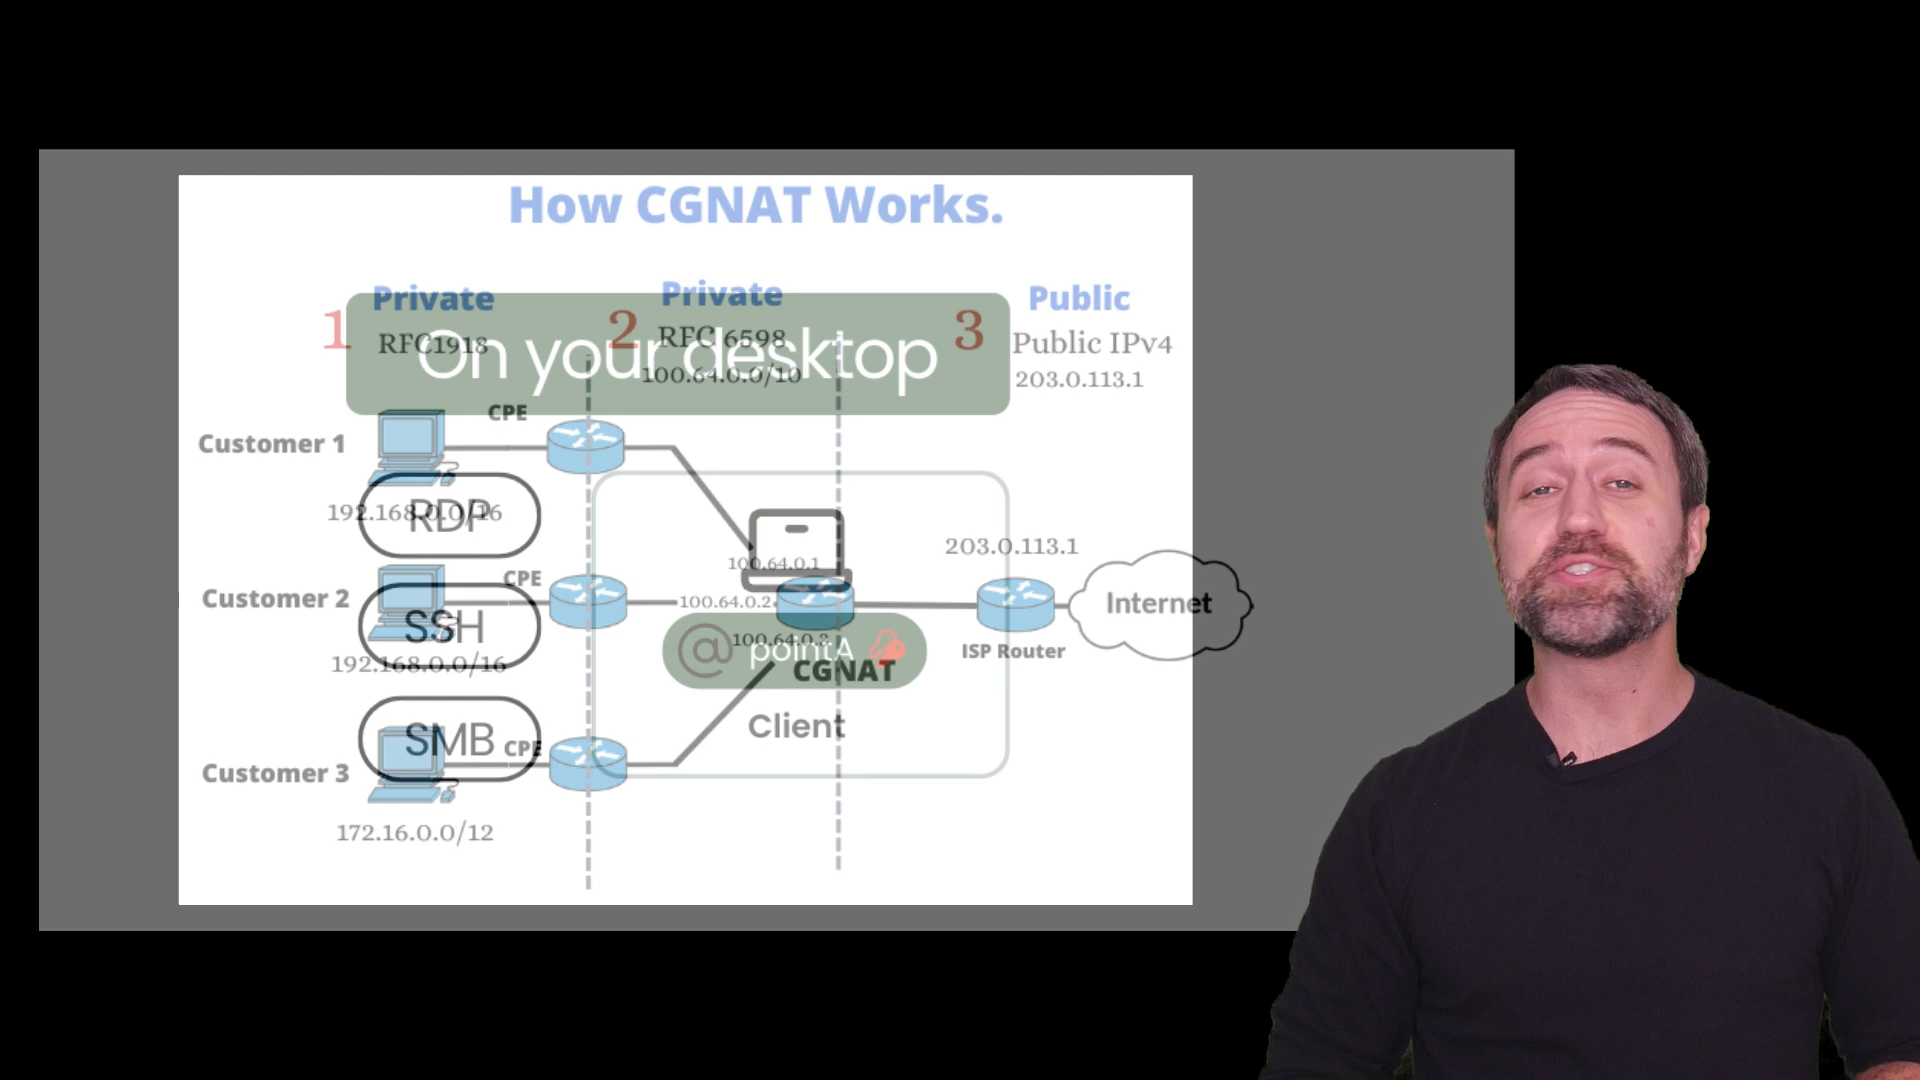 How CGNAT Works.
Private
Private
Public
1
2
3
RFC1918
RFC 6598
Public IPv4
On your desktop
100.64.0.0/10
203.0.113.1
CPE
Customer 1
192.168.0.0/16
RDP
203.0.113.1
100.64.0.1
CPE
Customer 2
SSH
100.64.0.2
Internet
100.64.0.3
@pointA
ISP Router
192.168.0.0/16
CGNAT
Client
SMB
CPE
Customer 3
172.16.0.0/12